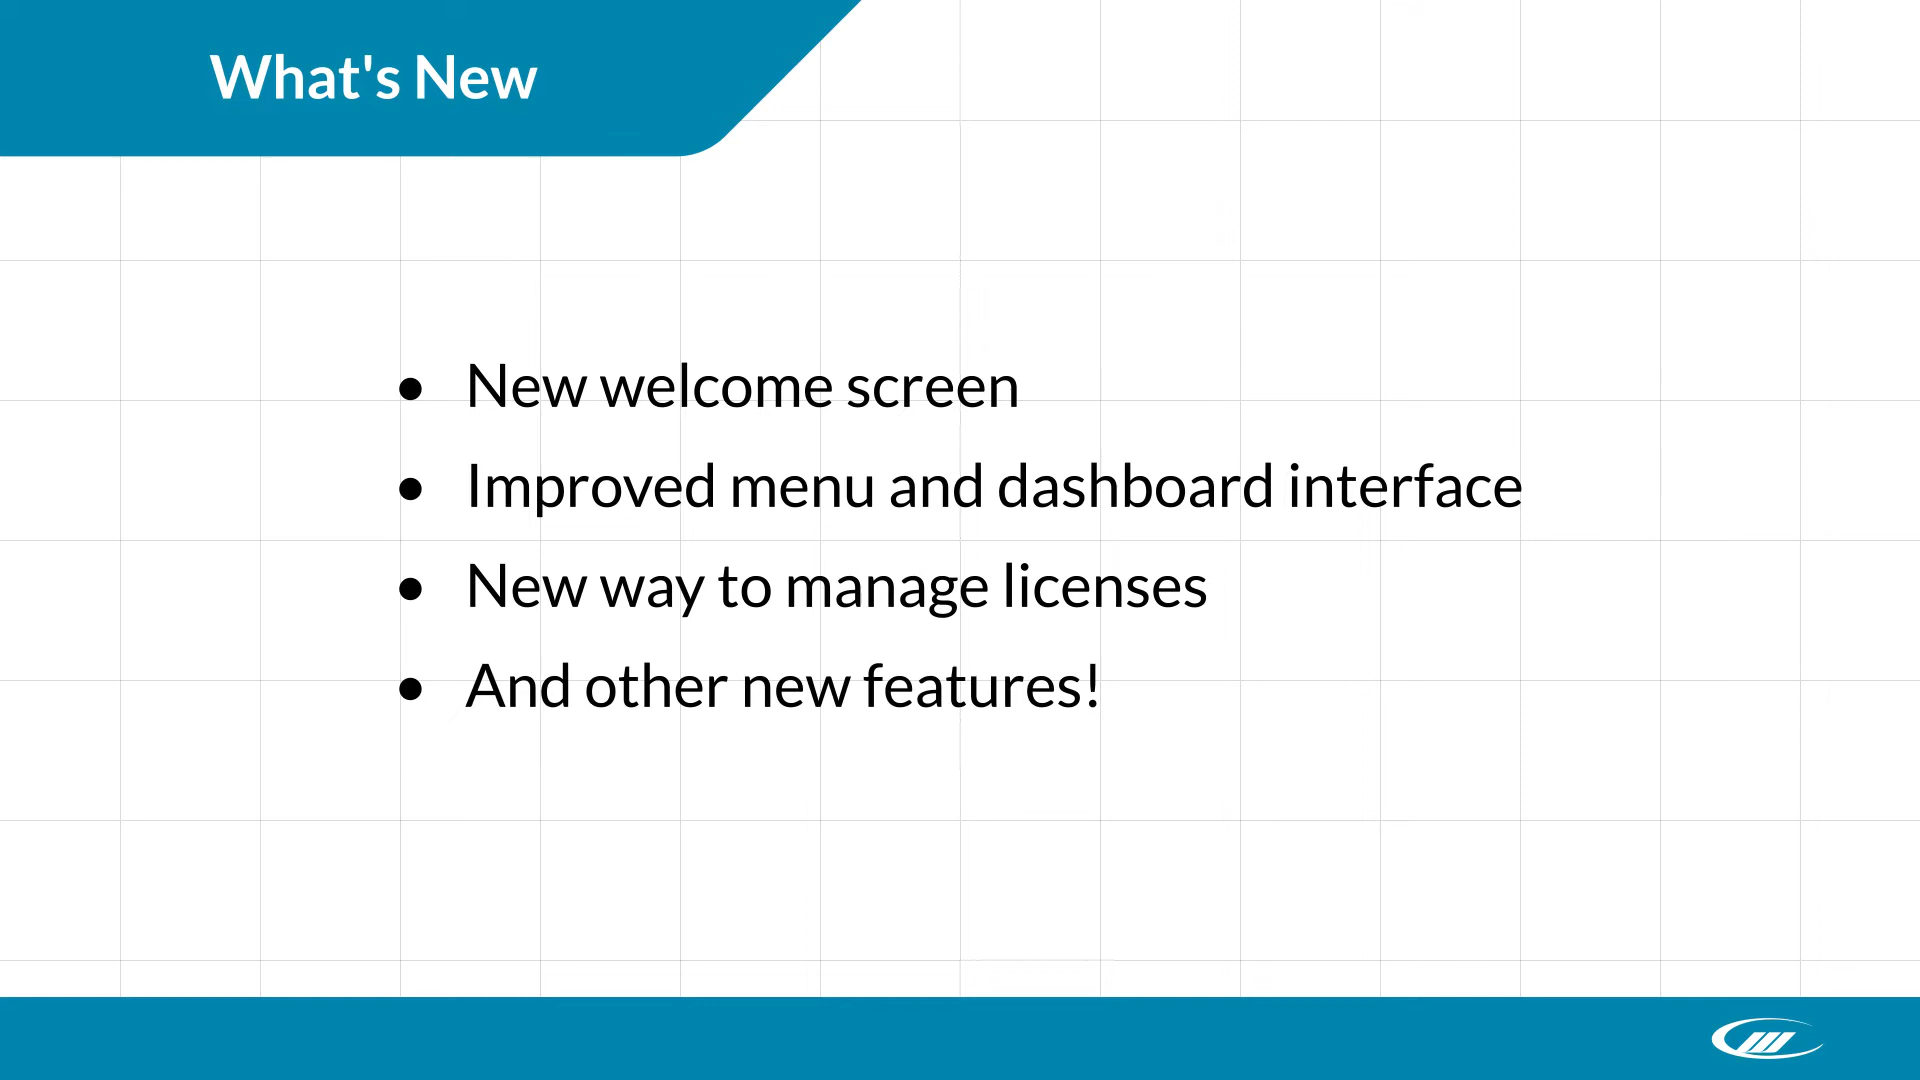 What's New
● New welcome screen
● Improved menu and dashboard interface
● New way to manage licenses
● And other new features!